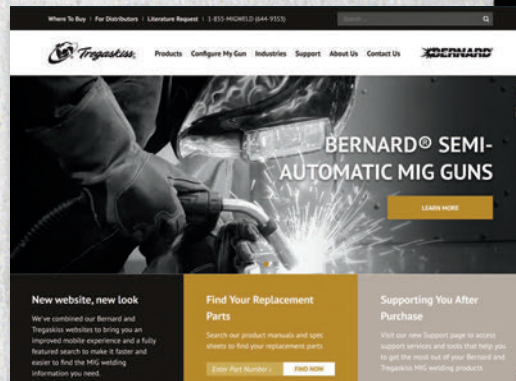 Where To Buy | For Distributors | Literature Request | 1-855-MIGWELD (644-9353)
Search ...
Tregaskiss
Products Configure My Gun Industries Support About Us Contact Us
BERNARD
BERNARD® SEMI-
AUTOMATIC MIG GUNS
LEARN MORE
New website, new look
We've combined our Bernard and
Tregaskiss websites to bring you an
improved mobile experience and a fully
featured search to make it faster and
easier to find the MIG welding
information you need.
Find Your Replacement
Parts
Search our product manuals and spec
sheets to find your replacement parts
Enter Part Number
FIND NOW
Supporting You After
Purchase
Visit our new Support page to access
support services and tools that help you
to get the most out of your Bernard and
Tregaskiss MIG welding products